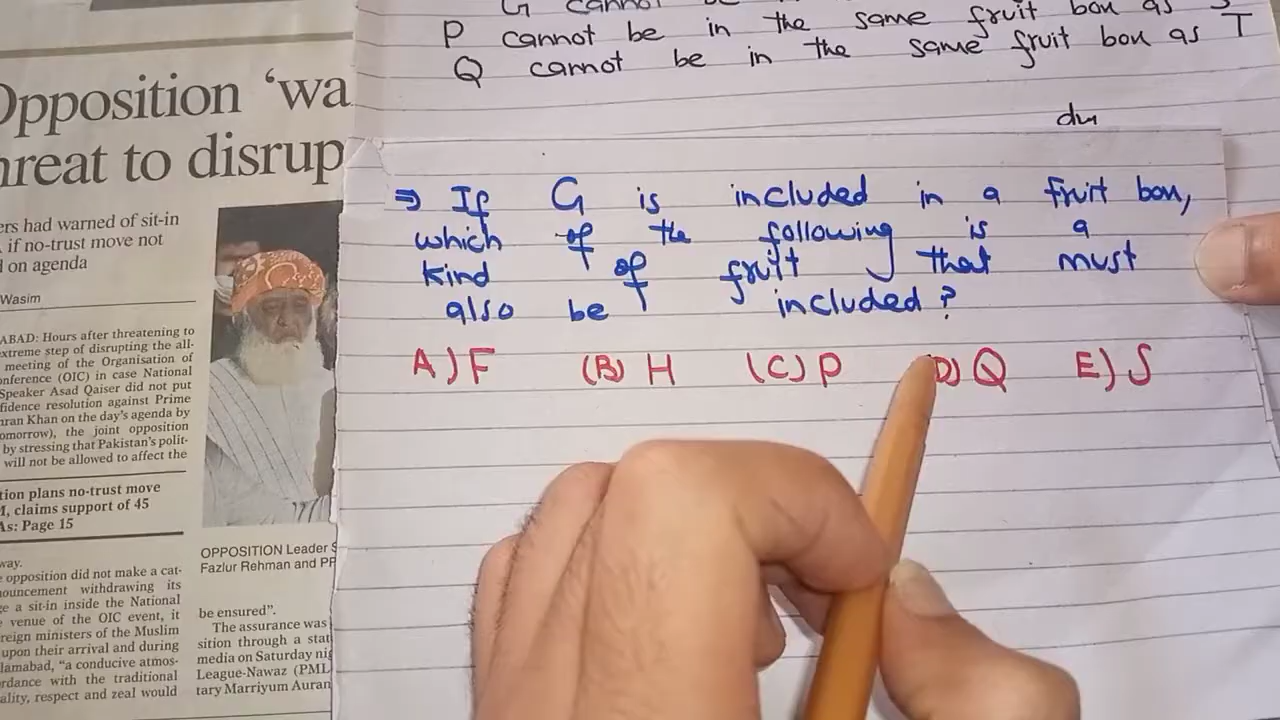 G cannot be
P cannot be in the same fruit box as S
Q cannot be in the same fruit box as T
⇒ If G is included in a fruit box,
which of the following is a
kind of fruit that must
also be included?
A) F (B) H (C) P D) Q E) S
Opposition ‘wa
hreat to disrup
ers had warned of sit-in
if no-trust move not
d on agenda
Wasim
ABAD: Hours after threatening to
extreme step of disrupting the all-
meeting of the Organisation of
onference (OIC) in case National
Speaker Asad Qaiser did not put
fidence resolution against Prime
ran Khan on the day's agenda by
omorrow), the joint opposition
by stressing that Pakistan's polit-
will not be allowed to affect the
tion plans no-trust move
M, claims support of 45
As: Page 15
way.
opposition did not make a cat-
nouncement withdrawing its
ge a sit-in inside the National
venue of the OIC event, it
reign ministers of the Muslim
upon their arrival and during
lamabad, “a conducive atmos-
rdance with the traditional
ality, respect and zeal would
OPPOSITION Leader
Fazlur Rehman and PP
be ensured”.
The assurance was
sition through a stat
media on Saturday nig
League-Nawaz (PML
tary Marriyum Auran